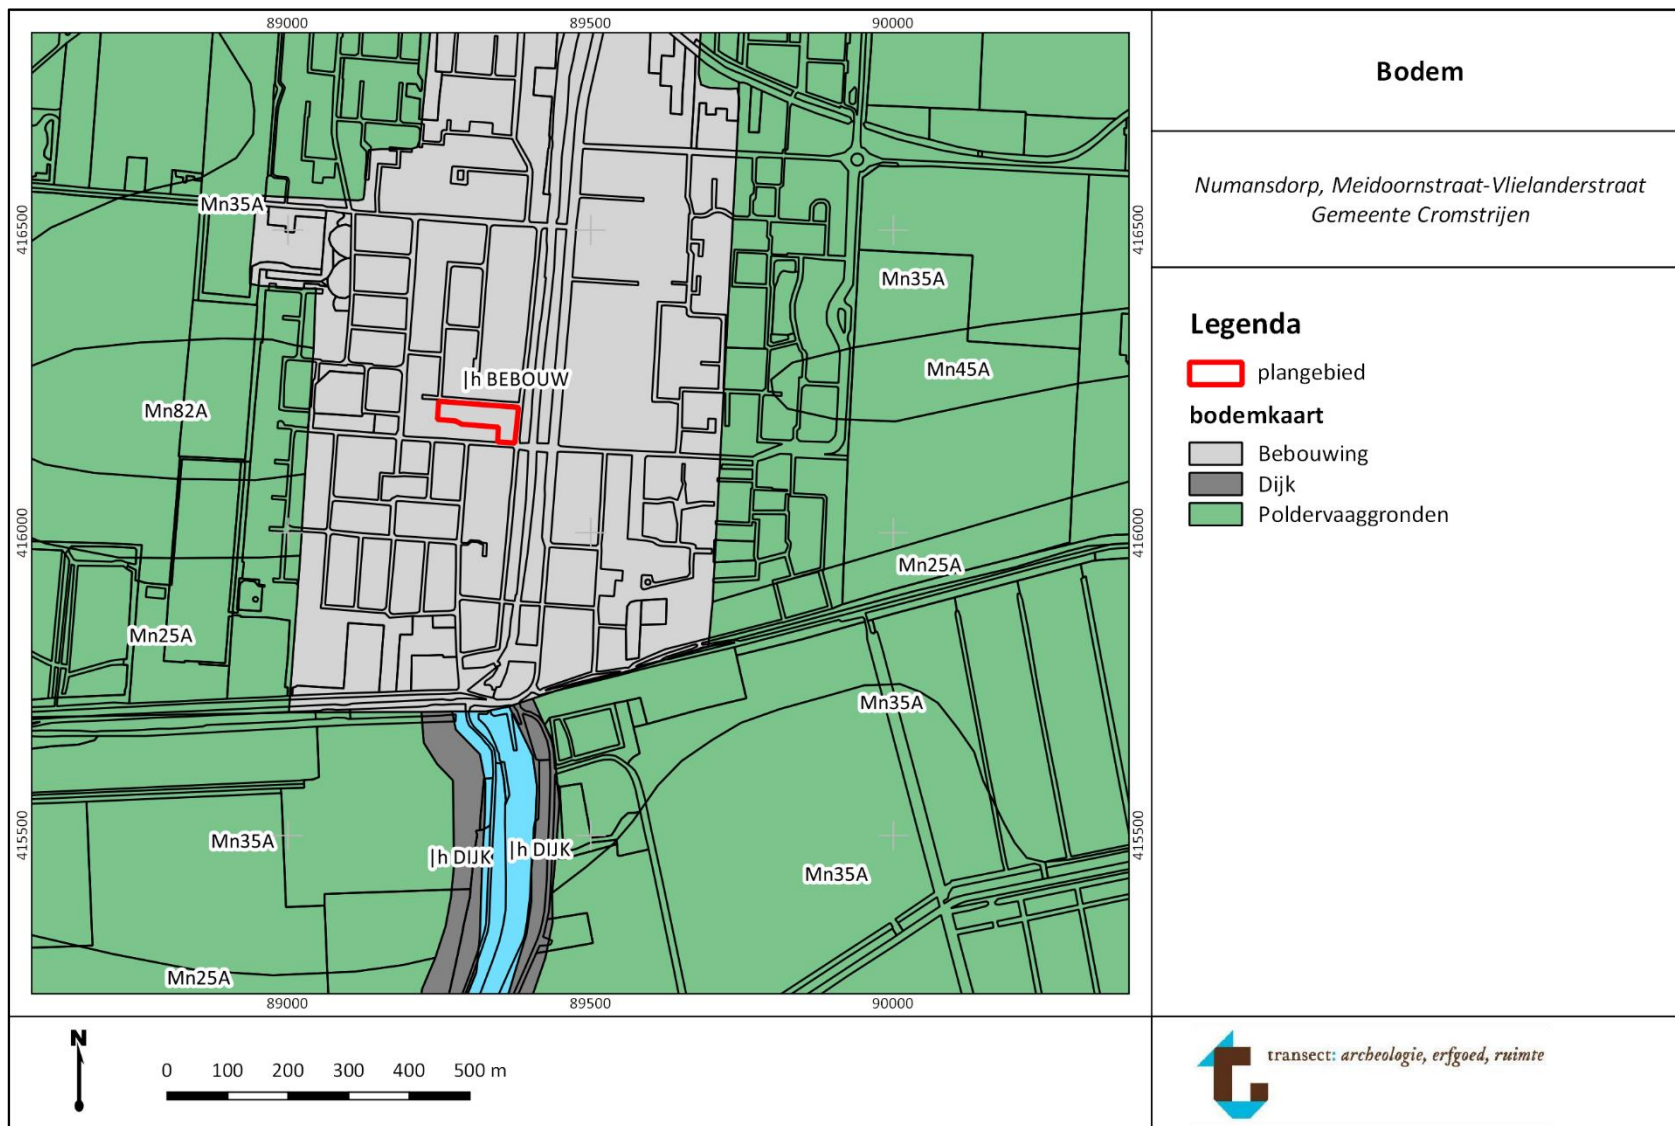 89000 89500 90000
416500 416500
416000 416000
415500 415500
Mn35A
Mn35A
Mn45A
|h BEBOUW
Mn82A
Mn25A
Mn25A
Mn35A
Mn35A
|h DIJK |h DIJK
Mn35A
Mn25A
89000 89500 90000
N
0 100 200 300 400 500 m
Bodem
Numansdorp, Meidoornstraat-Vlielanderstraat
Gemeente Cromstrijen
Legenda
plangebied
bodemkaart
Bebouwing
Dijk
Poldervaaggronden
transect: archeologie, erfgoed, ruimte